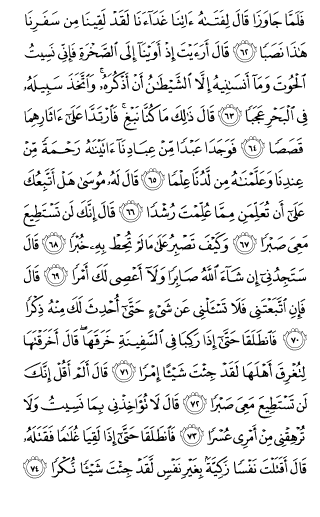 فَلَمَّا جَاوَزَا قَالَ لِفَتَىٰهُ ءَاتِنَا غَدَآءَنَا لَقَدْ لَقِينَا مِن سَفَرِنَا
هَٰذَا نَصَبًا ٦٢ قَالَ أَرَءَيْتَ إِذْ أَوَيْنَآ إِلَى ٱلصَّخْرَةِ فَإِنِّي نَسِيتُ
ٱلْحُوتَ وَمَآ أَنسَىٰنِيهُ إِلَّا ٱلشَّيْطَٰنُ أَنْ أَذْكُرَهُۥ ۚ وَٱتَّخَذَ سَبِيلَهُۥ
فِي ٱلْبَحْرِ عَجَبًا ٦٣ قَالَ ذَٰلِكَ مَا كُنَّا نَبْغِ ۚ فَٱرْتَدَّا عَلَىٰٓ ءَاثَارِهِمَا
قَصَصًا ٦٤ فَوَجَدَا عَبْدًا مِّنْ عِبَادِنَآ ءَاتَيْنَٰهُ رَحْمَةً مِّنْ
عِندِنَا وَعَلَّمْنَٰهُ مِن لَّدُنَّا عِلْمًا ٦٥ قَالَ لَهُۥ مُوسَىٰ هَلْ أَتَّبِعُكَ
عَلَىٰٓ أَن تُعَلِّمَنِ مِمَّا عُلِّمْتَ رُشْدًا ٦٦ قَالَ إِنَّكَ لَن تَسْتَطِيعَ
مَعِيَ صَبْرًا ٦٧ وَكَيْفَ تَصْبِرُ عَلَىٰ مَا لَمْ تُحِطْ بِهِۦ خُبْرًا ٦٨ قَالَ
سَتَجِدُنِيٓ إِن شَآءَ ٱللَّهُ صَابِرًا وَلَآ أَعْصِي لَكَ أَمْرًا ٦٩ قَالَ
فَإِنِ ٱتَّبَعْتَنِي فَلَا تَسْـَٔلْنِي عَن شَيْءٍ حَتَّىٰٓ أُحْدِثَ لَكَ مِنْهُ ذِكْرًا
٧٠ فَٱنطَلَقَا حَتَّىٰٓ إِذَا رَكِبَا فِي ٱلسَّفِينَةِ خَرَقَهَا ۖ قَالَ أَخَرَقْتَهَا
لِتُغْرِقَ أَهْلَهَا لَقَدْ جِئْتَ شَيْـًٔا إِمْرًا ٧١ قَالَ أَلَمْ أَقُلْ إِنَّكَ
لَن تَسْتَطِيعَ مَعِيَ صَبْرًا ٧٢ قَالَ لَا تُؤَاخِذْنِي بِمَا نَسِيتُ وَلَا
تُرْهِقْنِي مِنْ أَمْرِي عُسْرًا ٧٣ فَٱنطَلَقَا حَتَّىٰٓ إِذَا لَقِيَا غُلَٰمًا فَقَتَلَهُۥ
قَالَ أَقَتَلْتَ نَفْسًا زَكِيَّةًۢ بِغَيْرِ نَفْسٍ لَّقَدْ جِئْتَ شَيْـًٔا نُّكْرًا ٧٤